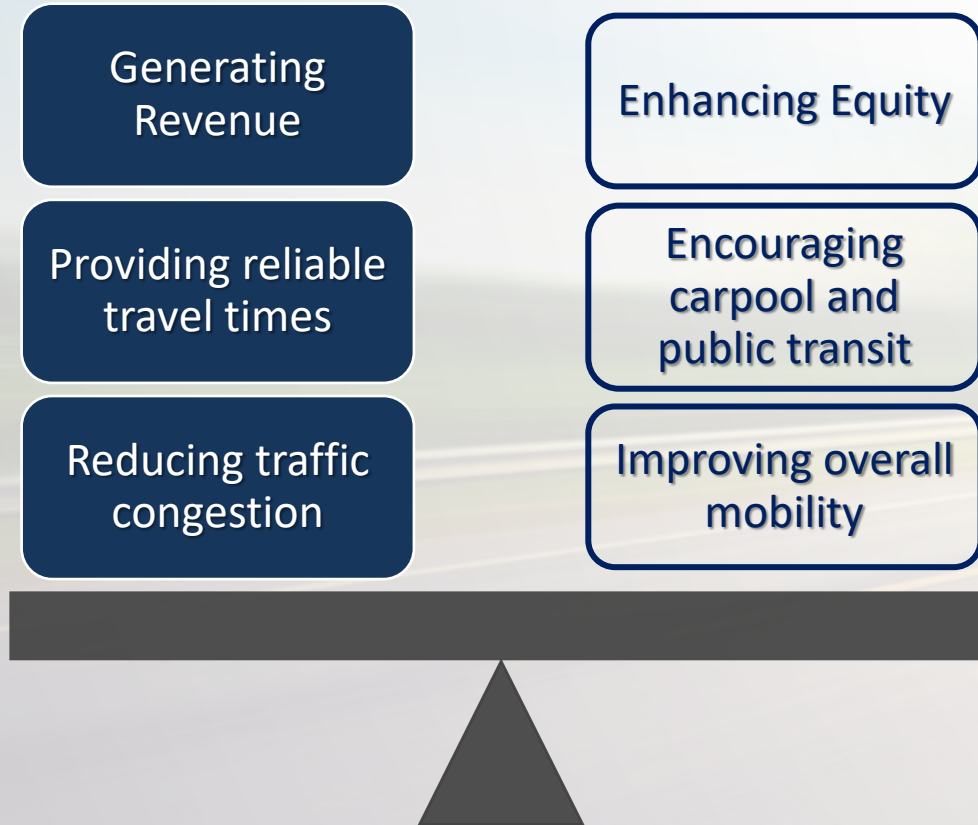 Generating
Revenue
Providing reliable
travel times
Reducing traffic
congestion
Enhancing Equity
Encouraging
carpool and
public transit
Improving overall
mobility